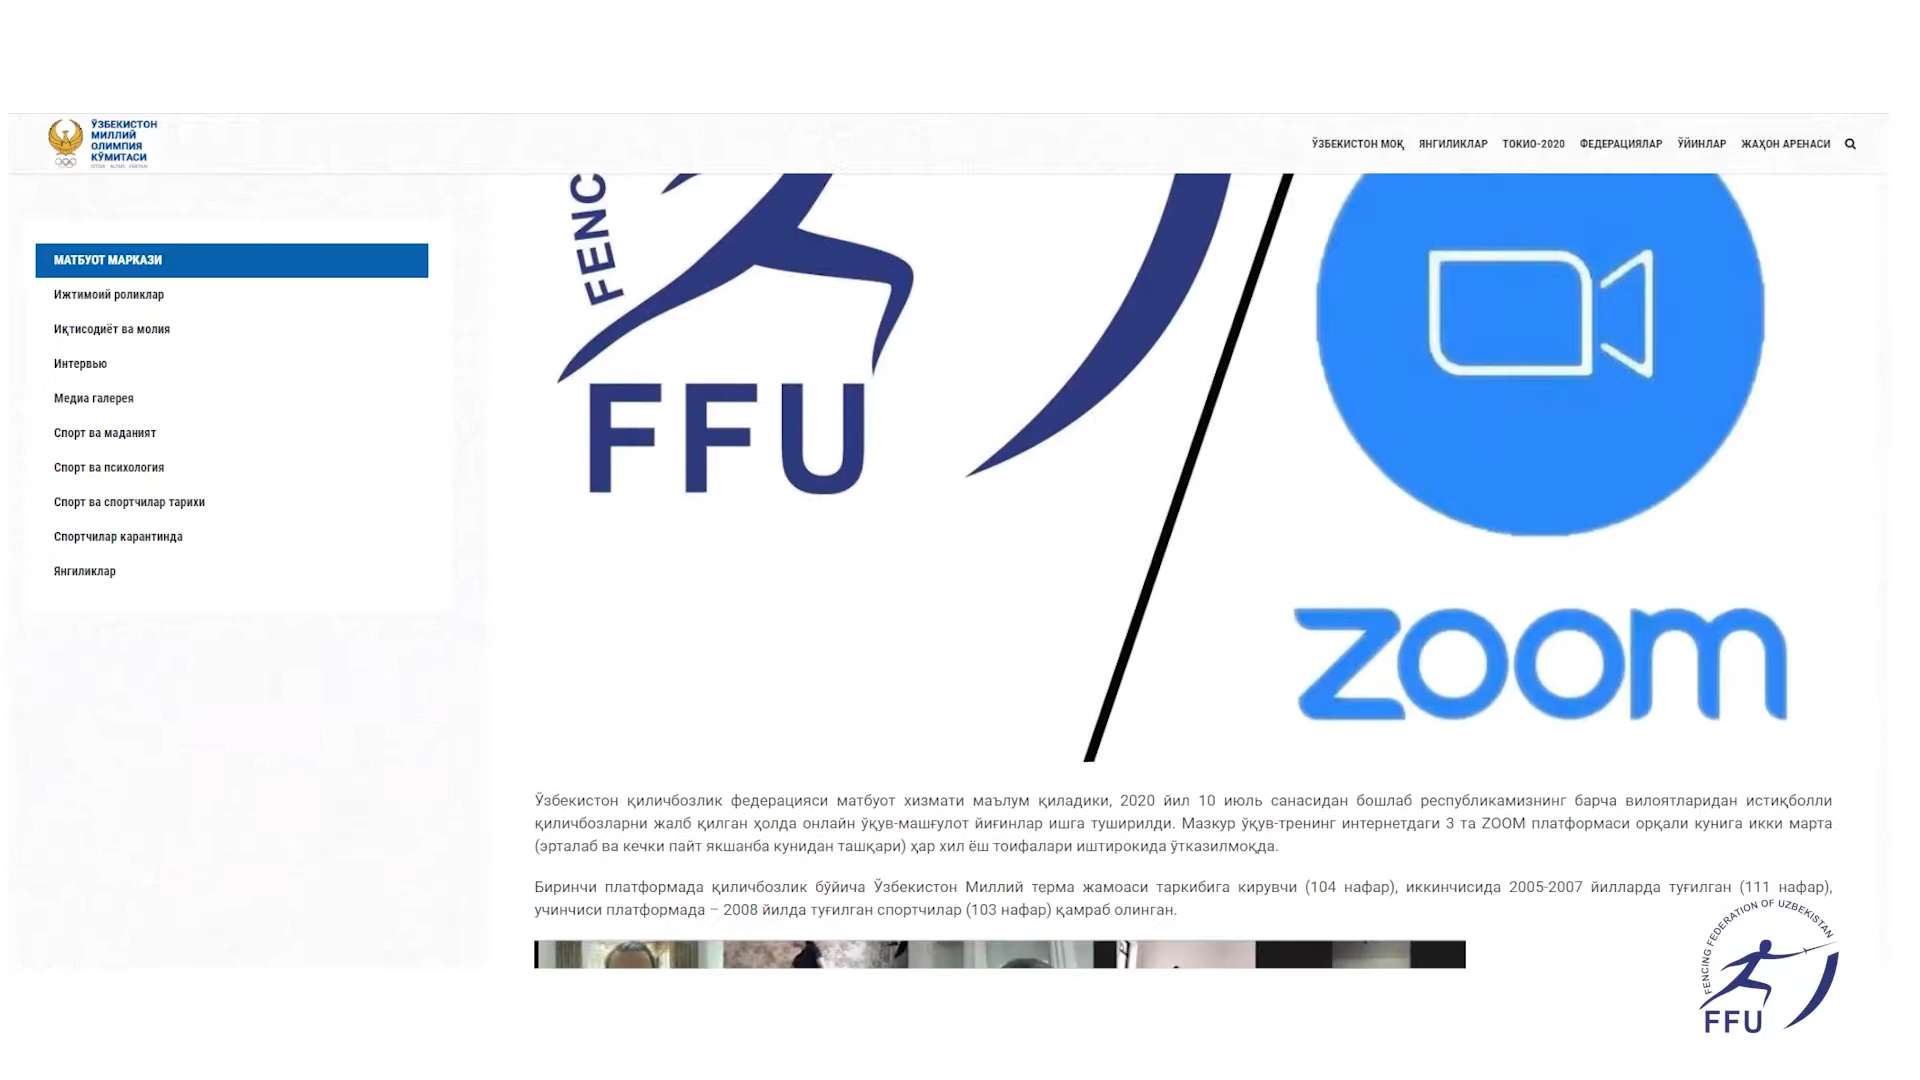 ЎЗБЕКИСТОН
МИЛЛИЙ
ОЛИМПИЯ
ҚЎМИТАСИ
ЎЗБЕКИСТОН МОҚ ЯНГИЛИКЛАР ТОКИО-2020 ФЕДЕРАЦИЯЛАР ЎЙИНЛАР ЖАҲОН АРЕНАСИ
МАТБУОТ МАРКАЗИ
Ижтимоий роликлар
Иқтисодиёт ва молия
Интервью
Медиа галерея
Спорт ва маданият
Спорт ва психология
Спорт ва спортчилар тарихи
Спортчилар карантинда
Янгиликлар
FENC
FFU
zoom
Ўзбекистон қиличбозлик федерацияси матбуот хизмати маълум қиладики, 2020 йил 10 июль санасидан бошлаб республикамизнинг барча вилоятларидан истиқболли
қиличбозларни жалб қилган ҳолда онлайн ўқув-машғулот йиғинлар ишга туширилди. Мазкур ўқув-тренинг интернетдаги 3 та ZOOM платформаси орқали кунига икки марта
(эрталаб ва кечки пайт якшанба кунидан ташқари) ҳар хил ёш тоифалари иштирокида ўтказилмоқда.
Биринчи платформада қиличбозлик бўйича Ўзбекистон Миллий терма жамоаси таркибига кирувчи (104 нафар), иккинчисида 2005-2007 йилларда туғилган (111 нафар),
учинчиси платформада – 2008 йилда туғилган спортчилар (103 нафар) қамраб олинган.
FENCING FEDERATION OF UZBEKISTAN
FFU